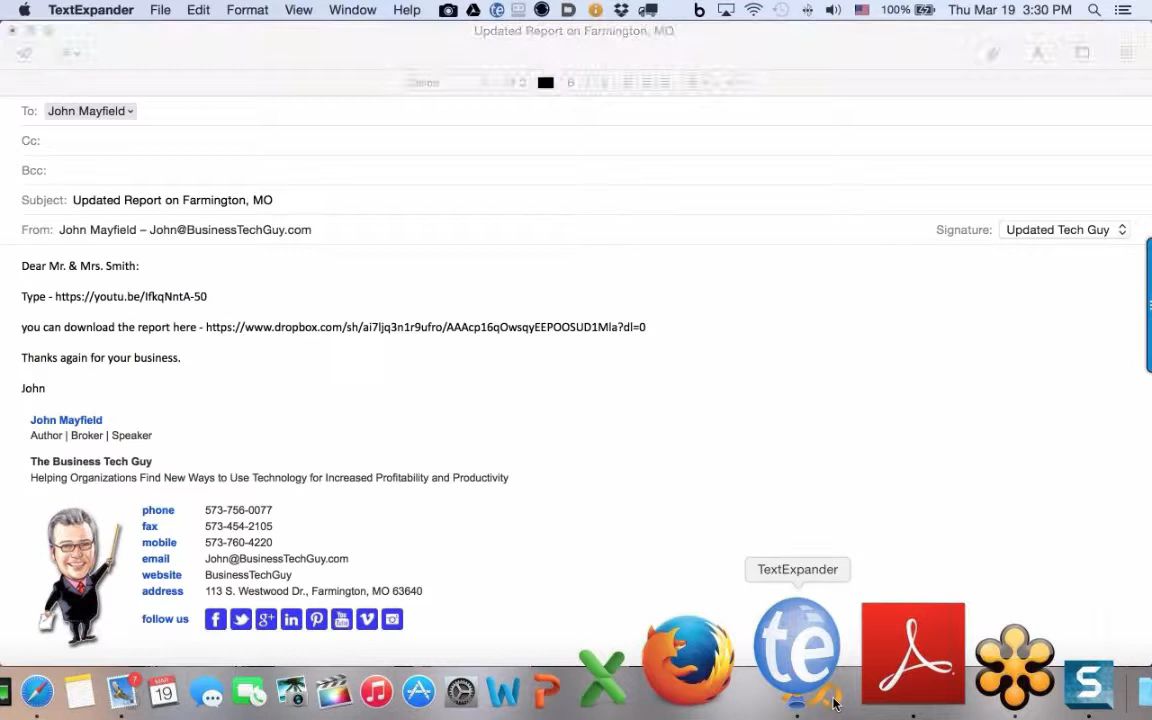 TextExpander File Edit Format View Window Help 100% Thu Mar 19 3:30 PM
Updated Report on Farmington, MO
To: John Mayfield
Cc:
Bcc:
Subject: Updated Report on Farmington, MO
From: John Mayfield – John@BusinessTechGuy.com Signature: Updated Tech Guy
Dear Mr. & Mrs. Smith:
Type - https://youtu.be/IfkqNntA-50
you can download the report here - https://www.dropbox.com/sh/ai7ljq3n1r9ufro/AAAcp16qOwsqyEEPOOSUD1Mla?dl=0
Thanks again for your business.
John
John Mayfield
Author | Broker | Speaker
The Business Tech Guy
Helping Organizations Find New Ways to Use Technology for Increased Profitability and Productivity
phone 573-756-0077
fax 573-454-2105
mobile 573-760-4220
email John@BusinessTechGuy.com
website BusinessTechGuy
address 113 S. Westwood Dr., Farmington, MO 63640
follow us
TextExpander
te
7
19
W
P
X
S